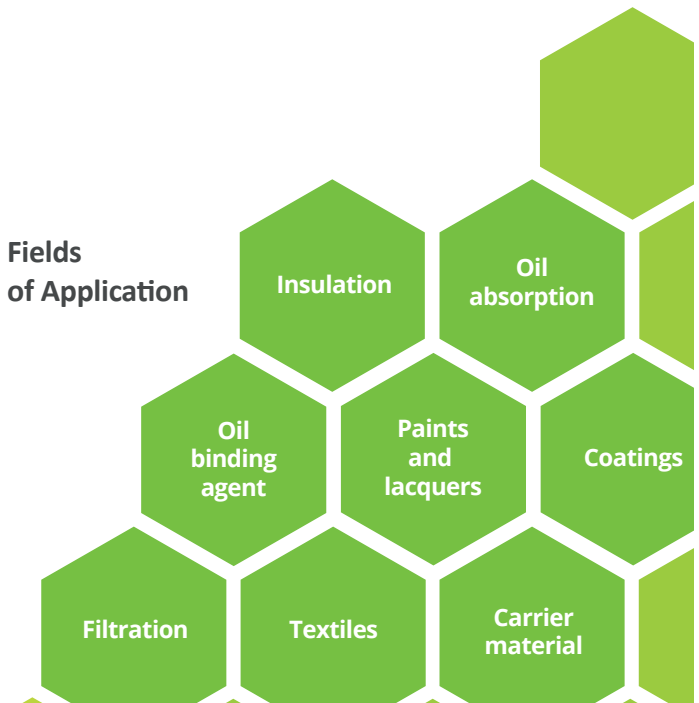 Fields
of Application
Insulation
Oil
absorption
Oil
binding
agent
Paints
and
lacquers
Coatings
Filtration
Textiles
Carrier
material